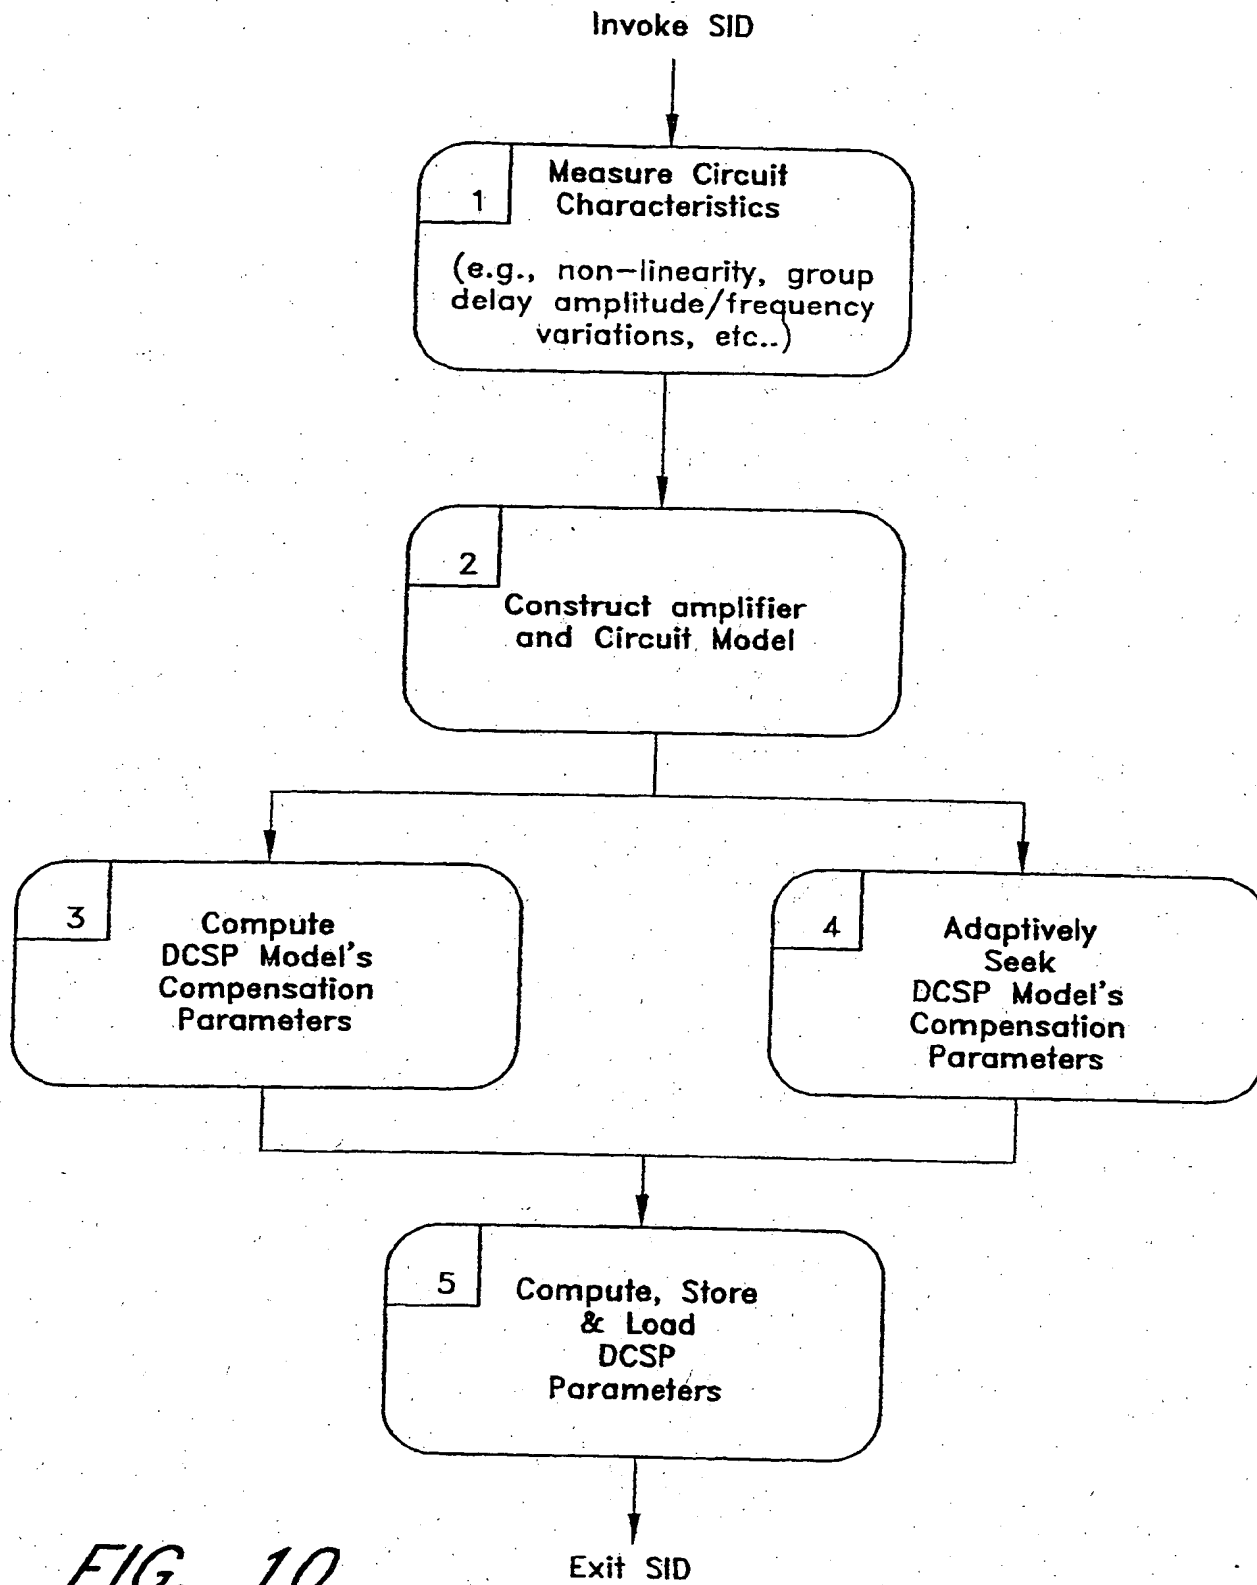 Invoke SID
1
Measure Circuit
Characteristics
(e.g., non-linearity, group
delay amplitude/frequency
variations, etc..)
2
Construct amplifier
and Circuit Model
3
Compute
DCSP Model's
Compensation
Parameters
4
Adaptively
Seek
DCSP Model's
Compensation
Parameters
5
Compute, Store
& Load
DCSP
Parameters
Exit SID
FIG. 10